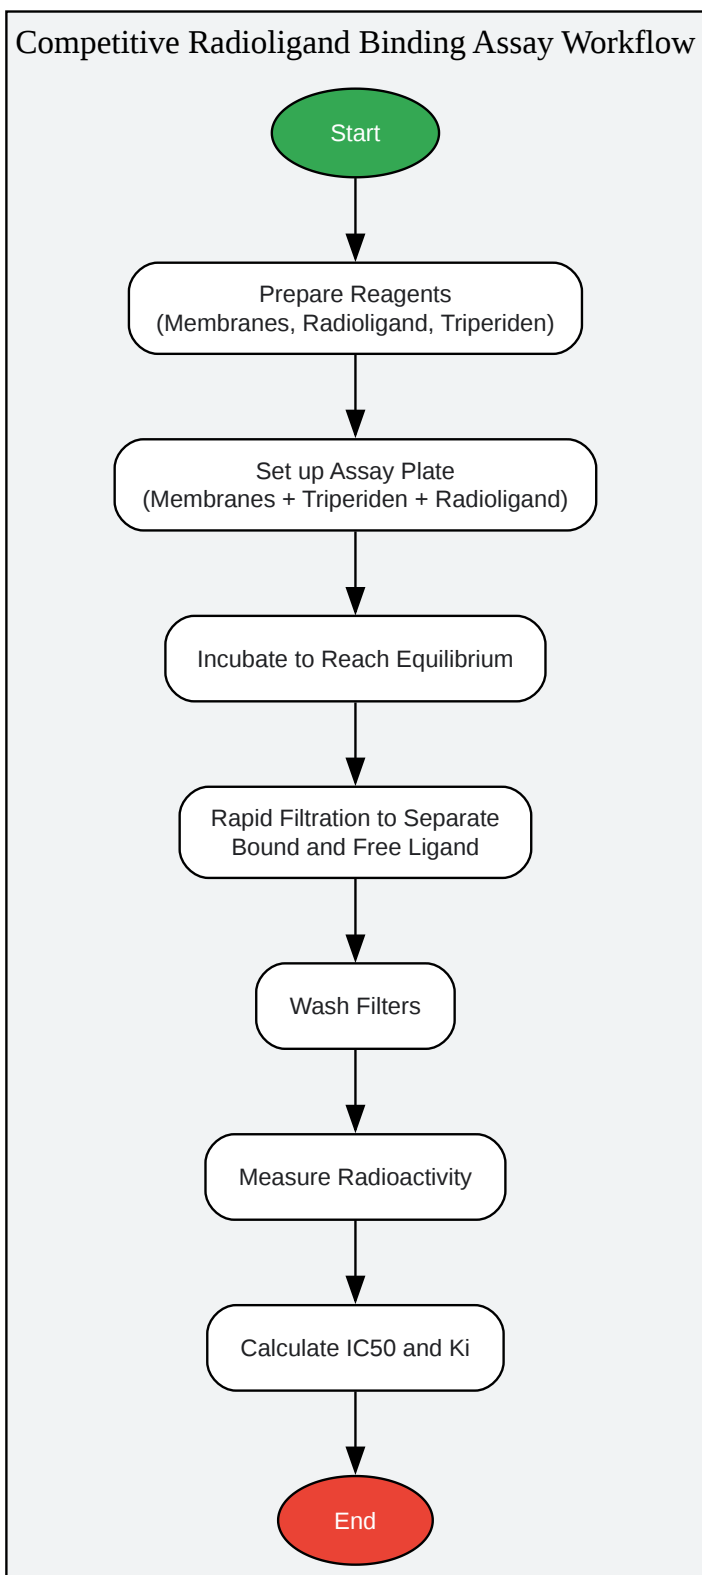 Competitive Radioligand Binding Assay Workflow
Start
Prepare Reagents
(Membranes, Radioligand, Triperiden)
Set up Assay Plate
(Membranes + Triperiden + Radioligand)
Incubate to Reach Equilibrium
Rapid Filtration to Separate
Bound and Free Ligand
Wash Filters
Measure Radioactivity
Calculate IC50 and Ki
End